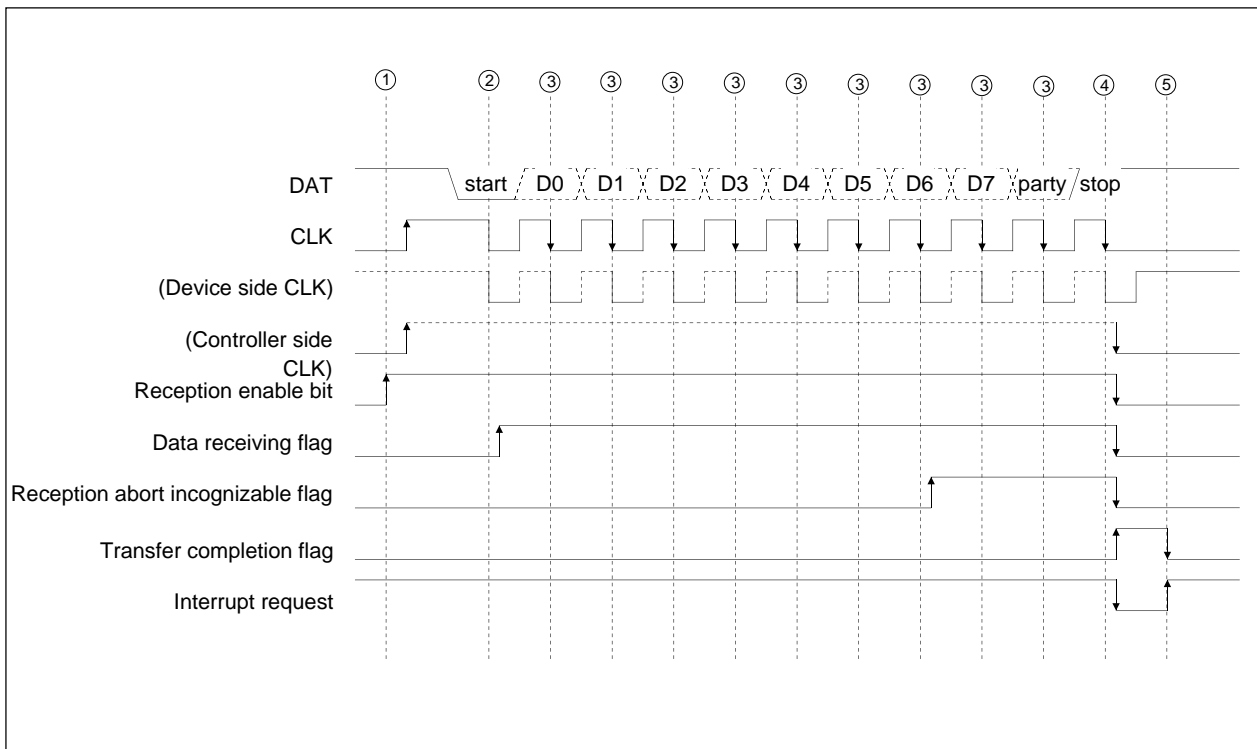 ① ② ③ ③ ③ ③ ③ ③ ③ ③ ③ ④ ⑤
DAT start D0 D1 D2 D3 D4 D5 D6 D7 party stop
CLK
(Device side CLK)
(Controller side
CLK)
Reception enable bit
Data receiving flag
Reception abort incognizable flag
Transfer completion flag
Interrupt request